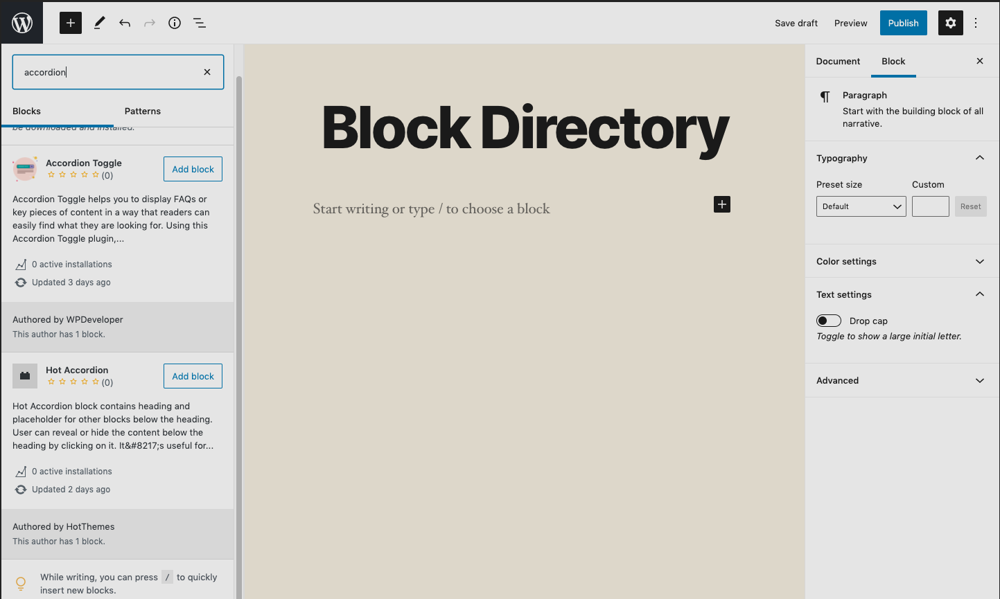 Save draft Preview Publish
accordion
Blocks Patterns
be downloaded and installed.
Accordion Toggle
(0)
Add block
Accordion Toggle helps you to display FAQs or
key pieces of content in a way that readers can
easily find what they are looking for. Using this
Accordion Toggle plugin,...
0 active installations
Updated 3 days ago
Authored by WPDeveloper
This author has 1 block.
Hot Accordion
(0)
Add block
Hot Accordion block contains heading and
placeholder for other blocks below the heading.
User can reveal or hide the content below the
heading by clicking on it. It&#8217;s useful for...
0 active installations
Updated 2 days ago
Authored by HotThemes
This author has 1 block.
While writing, you can press / to quickly
insert new blocks.
Block Directory
Start writing or type / to choose a block
Document Block
Paragraph
Start with the building block of all
narrative.
Typography
Preset size Custom
Default Reset
Color settings
Text settings
Drop cap
Toggle to show a large initial letter.
Advanced